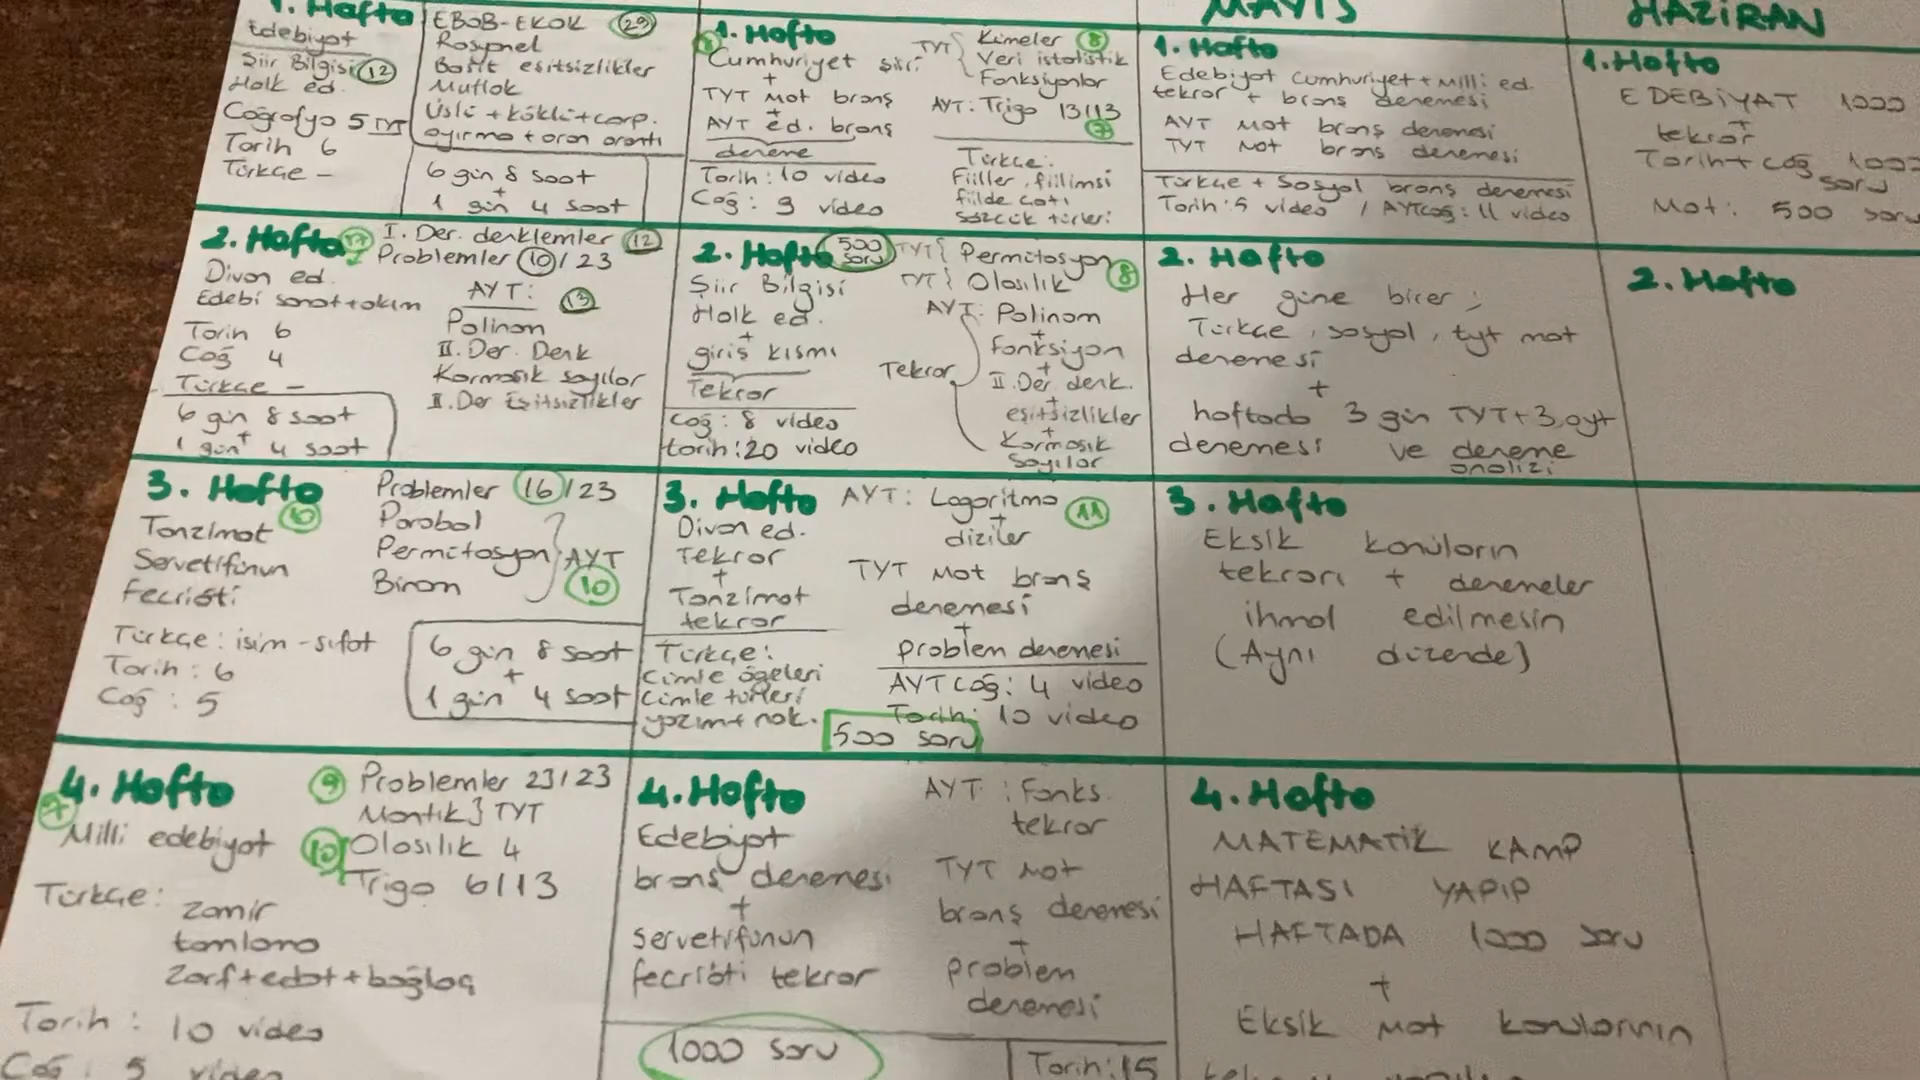 1. Hafta
Edebiyat
Şiir Bilgisi 12
Halk ed.
Coğrafya 5 TYT
Tarih 6
Türkçe -
EBOB-EKOK 29
Rasyonel
Basit eşitsizlikler
Mutlak
Üslü + köklü + çarp.
ayırma + oran orantı
6 gün 8 saat
+
1 gün 4 saat
2. Hafta 17
Divan ed.
Edebi sanat + akım
Tarih 6
Coğ 4
Türkçe -
6 gün 8 saat
+
1 gün 4 saat
I. Der. denklemler 12
Problemler 10/23
AYT: 13
Polinom
II. Der. Denk
Karmaşık sayılar
II. Der Eşitsizlikler
3. Hafta 10
Tanzimat
Servetifünun
Fecriati
Türkçe: isim - sıfat
Tarih: 6
Coğ: 5
Problemler 16/23
Parabol
Permütasyon } AYT
Binom 10
6 gün 8 saat
+
1 gün 4 saat
4. Hafta
7
Milli edebiyat
Türkçe: zamir
tamlama
zarf + edat + bağlaç
Tarih: 10 video
Coğ: 5 video
9 Problemler 23/23
Mantık } TYT
10 Olasılık 4
Trigo 6/13
8 1. Hafta
Cumhuriyet şiiri
+
TYT Mat branş
+
AYT ed. branş
deneme
Tarih: 10 video
Coğ: 9 video
TYT { Kümeler 8
Veri istatistik
Fonksiyonlar
AYT: Trigo 13/13
7
Türkçe:
Fiiller, fiilimsi
fiilde çatı
sözcük türleri
2. Hafta 500 soru
Şiir Bilgisi
Halk ed.
+
giriş kısmı
Tekrar
Coğ: 8 video
tarih: 20 video
TYT { Permütasyon
TYT { Olasılık 8
AYT: Polinom
+
fonksiyon
+
Tekrar
II. Der denk.
+
eşitsizlikler
+
Karmaşık
Sayılar
3. Hafta
Divan ed.
Tekrar
+
Tanzimat
tekrar
Türkçe:
Cümle ögeleri
Cümle türleri
yazım + nok.
AYT: Logaritma 11
+
diziler
TYT Mat branş
denemesi
+
problem denemesi
AYT Coğ: 4 video
Tarih: 10 video
500 soru
4. Hafta
Edebiyat
branş denemesi
+
servetifünun
fecriati tekrar
AYT: Fonks.
tekrar
TYT Mat
branş denemesi
+
problem
denemesi
1000 soru
Tarih: 15
MAYIS
1. Hafta
Edebiyat Cumhuriyet + Milli ed.
tekrar + branş denemesi
AYT Mat branş denemesi
TYT Mat branş denemesi
Türkçe + Sosyal branş denemesi
Tarih: 5 video / AYT Coğ: 11 video
2. Hafta
Her güne birer;
Türkçe, sosyal, tyt mat
denemesi
+
haftada 3 gün TYT + 3 ayt
denemesi ve deneme
analizi
3. Hafta
Eksik konuların
tekrarı + denemeler
ihmal edilmesin
(Aynı düzende)
4. Hafta
MATEMATİK KAMP
HAFTASI YAPIP
HAFTADA 1000 soru
+
Eksik Mat konularının
HAZİRAN
1. Hafta
EDEBİYAT 1000
tekrar
+
Tarih + coğ 1000
soru
Mat: 500 soru
2. Hafta